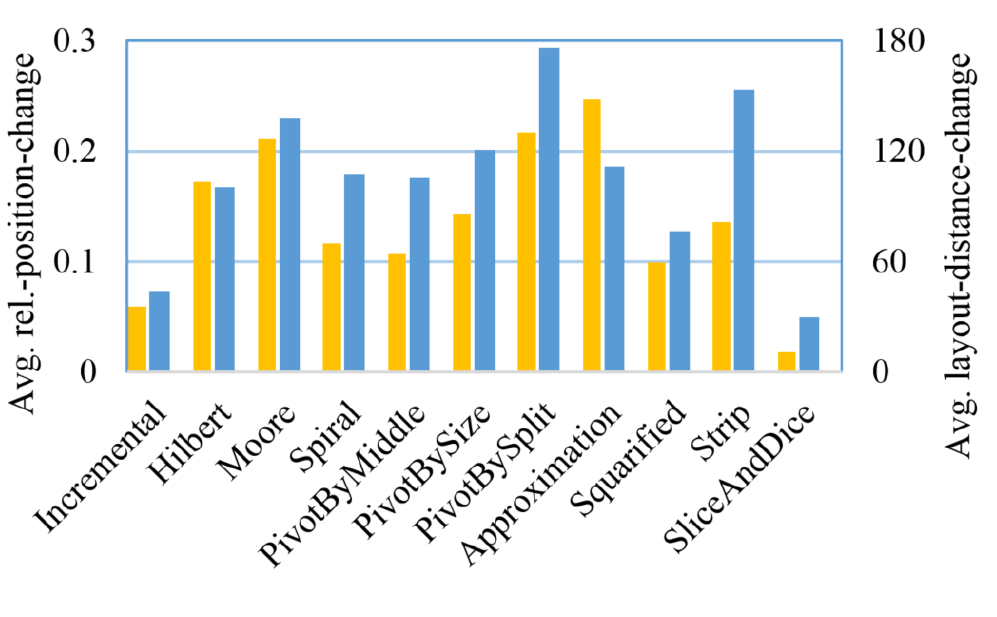 Avg. rel.-position-change
0.3
0.2
0.1
0
180
120
60
0
Avg. layout-distance-change
Incremental
Hilbert
Moore
Spiral
PivotByMiddle
PivotBySize
PivotBySplit
Approximation
Squarified
Strip
SliceAndDice